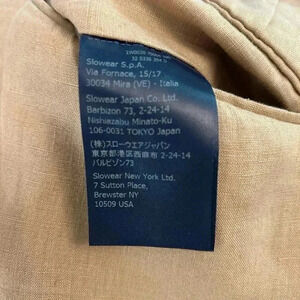 Slowear S.p.A.
Via Fornace, 15/17
30034 Mira (VE) - Italia
Slowear Japan Co. Ltd.
Barbizon 73, 2-24-14
Nishiazabu Minato-Ku
106-0031 TOKYO Japan
(株)スローウエアジャパン
東京都港区西麻布 2-24-14
バルビゾン73
Slowear New York Ltd.
7 Sutton Place,
Brewster NY
10509 USA